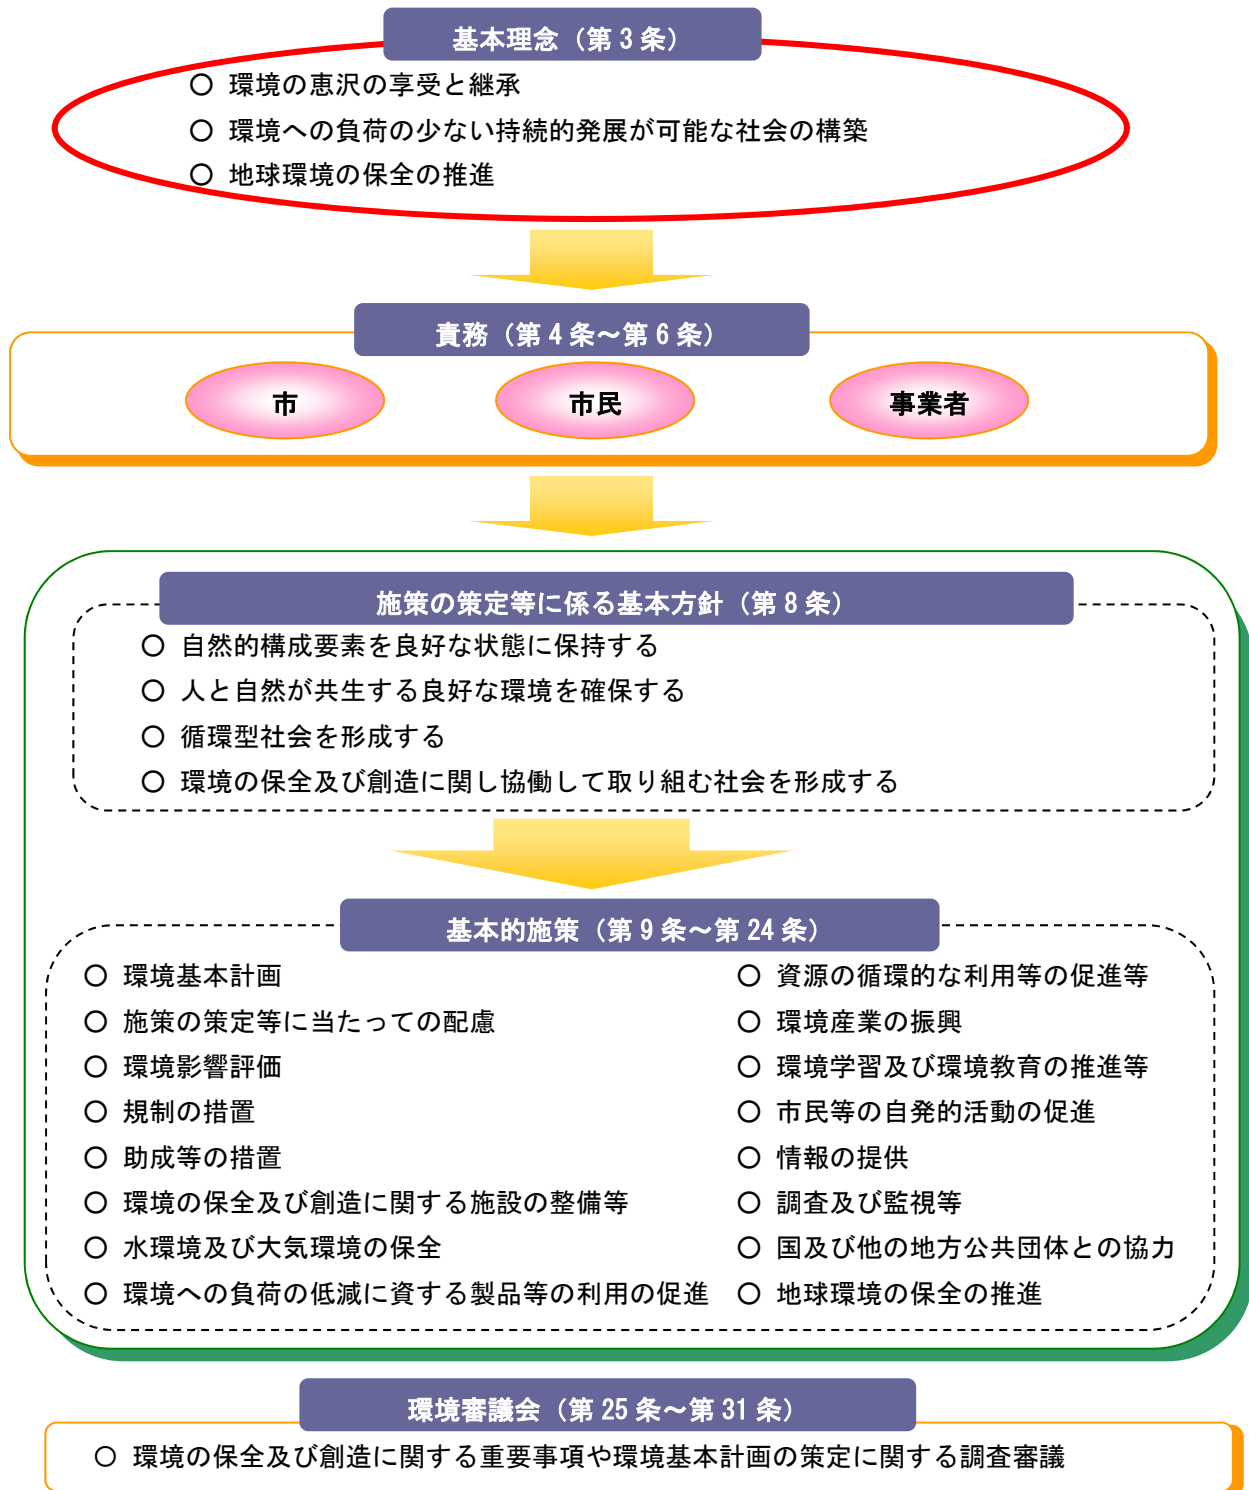 基本理念（第３条）
○ 環境の恵沢の享受と継承
○ 環境への負荷の少ない持続的発展が可能な社会の構築
○ 地球環境の保全の推進
責務（第４条～第６条）
市 市民 事業者
施策の策定等に係る基本方針（第８条）
○ 自然的構成要素を良好な状態に保持する
○ 人と自然が共生する良好な環境を確保する
○ 循環型社会を形成する
○ 環境の保全及び創造に関し協働して取り組む社会を形成する
基本的施策（第９条～第24条）
○ 環境基本計画
○ 施策の策定等に当たっての配慮
○ 環境影響評価
○ 規制の措置
○ 助成等の措置
○ 環境の保全及び創造に関する施設の整備等
○ 水環境及び大気環境の保全
○ 環境への負荷の低減に資する製品等の利用の促進
○ 資源の循環的な利用等の促進等
○ 環境産業の振興
○ 環境学習及び環境教育の推進等
○ 市民等の自発的活動の促進
○ 情報の提供
○ 調査及び監視等
○ 国及び他の地方公共団体との協力
○ 地球環境の保全の推進
環境審議会（第25条～第31条）
○ 環境の保全及び創造に関する重要事項や環境基本計画の策定に関する調査審議